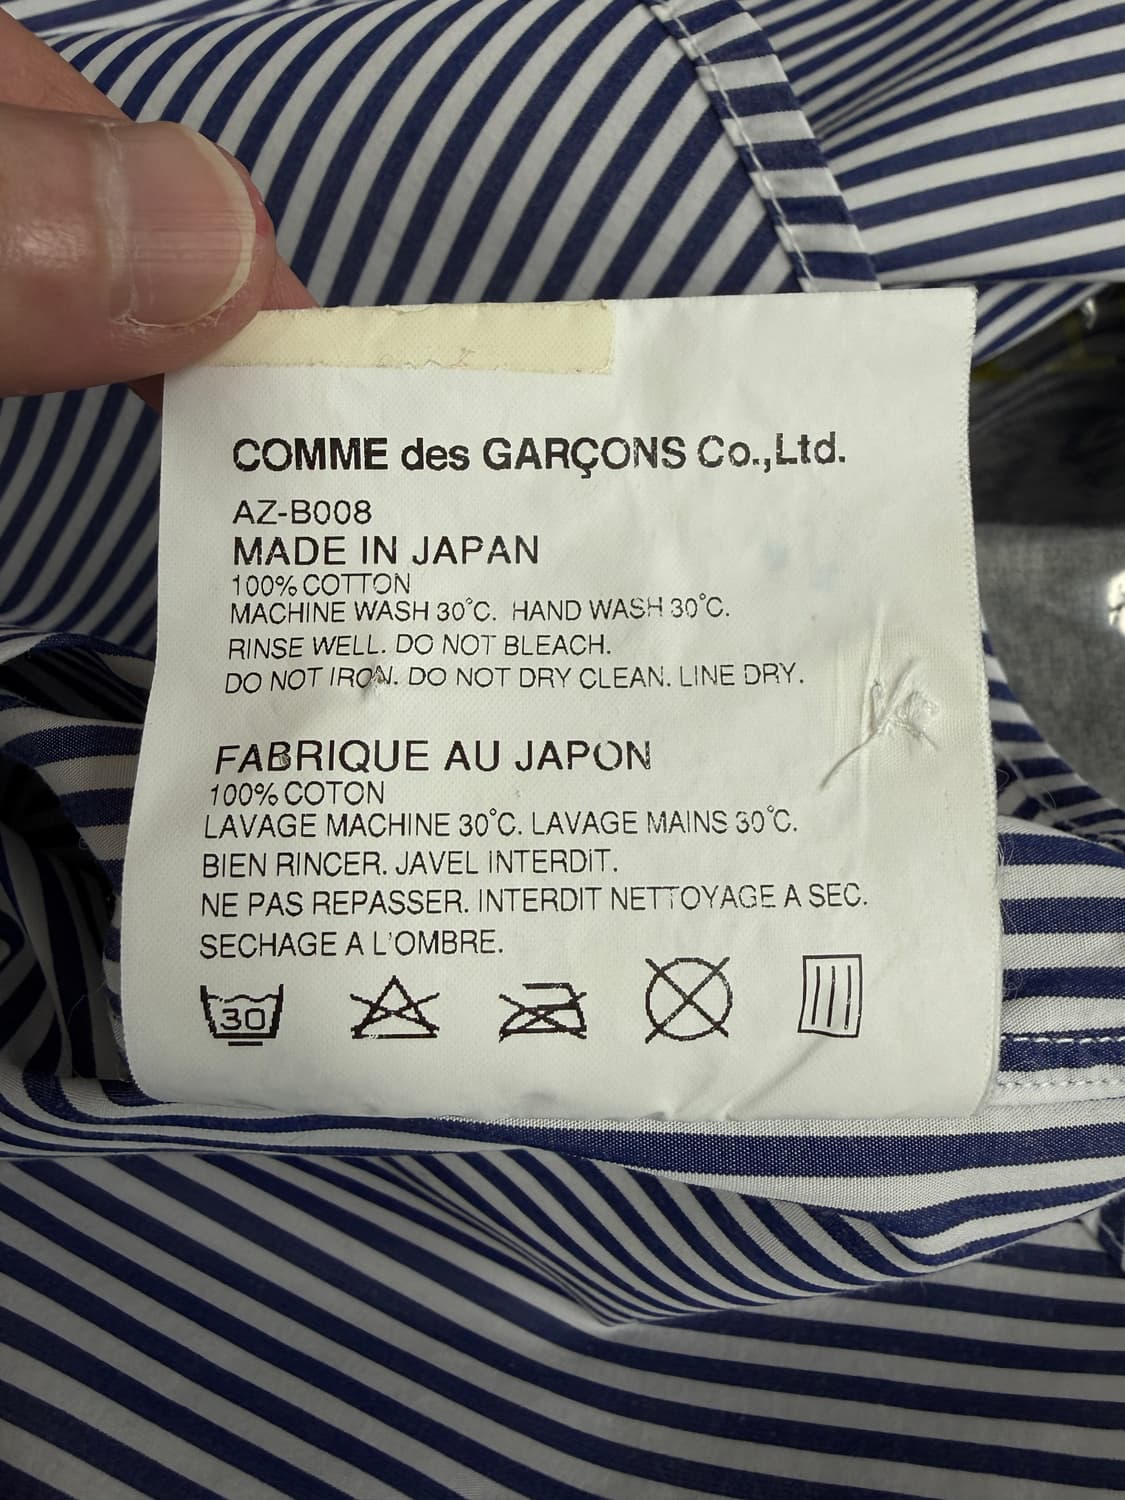 COMME des GARÇONS Co.,Ltd.
AZ-B008
MADE IN JAPAN
100% COTTON
MACHINE WASH 30°C. HAND WASH 30°C.
RINSE WELL. DO NOT BLEACH.
DO NOT IRON. DO NOT DRY CLEAN. LINE DRY.
FABRIQUE AU JAPON
100% COTON
LAVAGE MACHINE 30°C. LAVAGE MAINS 30°C.
BIEN RINCER. JAVEL INTERDIT.
NE PAS REPASSER. INTERDIT NETTOYAGE A SEC.
SECHAGE A L'OMBRE.
30